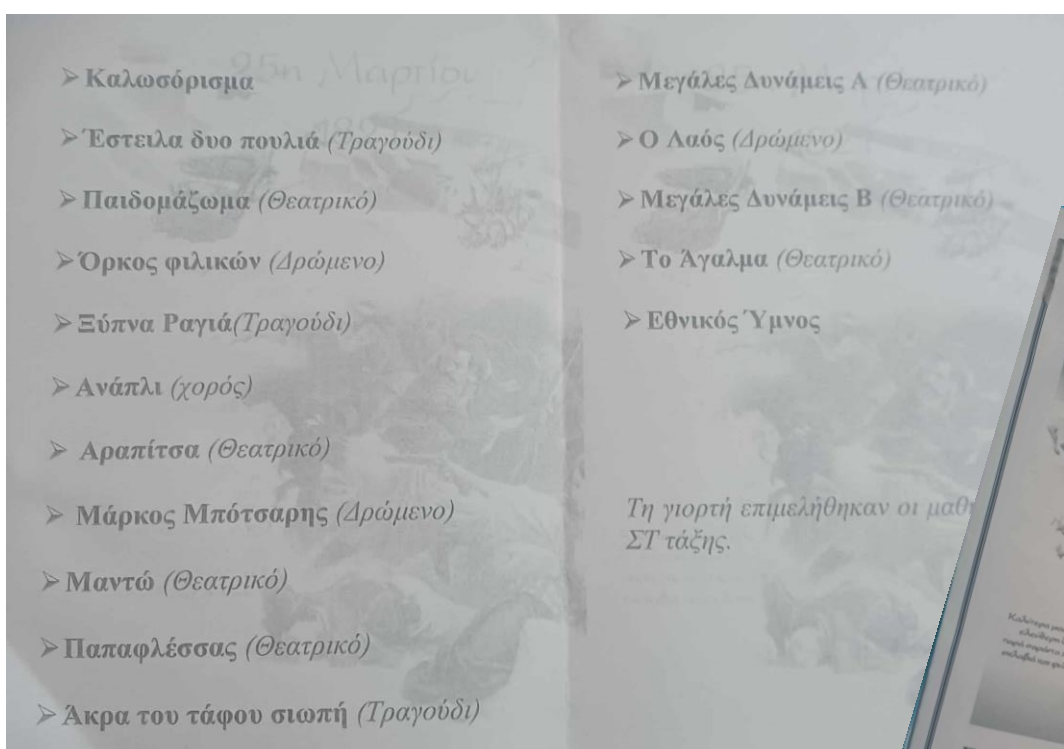 25η Μαρτίου
➢ Καλωσόρισμα
➢ Έστειλα δυο πουλιά (Τραγούδι)
➢ Παιδομάζωμα (Θεατρικό)
➢ Όρκος φιλικών (Δρώμενο)
➢ Ξύπνα Ραγιά(Τραγούδι)
➢ Ανάπλι (χορός)
➢ Αραπίτσα (Θεατρικό)
➢ Μάρκος Μπότσαρης (Δρώμενο)
➢ Μαντώ (Θεατρικό)
➢ Παπαφλέσσας (Θεατρικό)
➢ Άκρα του τάφου σιωπή (Τραγούδι)
➢ Μεγάλες Δυνάμεις Α (Θεατρικό)
➢ Ο Λαός (Δρώμενο)
➢ Μεγάλες Δυνάμεις Β (Θεατρικό)
➢ Το Άγαλμα (Θεατρικό)
➢ Εθνικός Ύμνος
Τη γιορτή επιμελήθηκαν οι
ΣΤ τάξης.